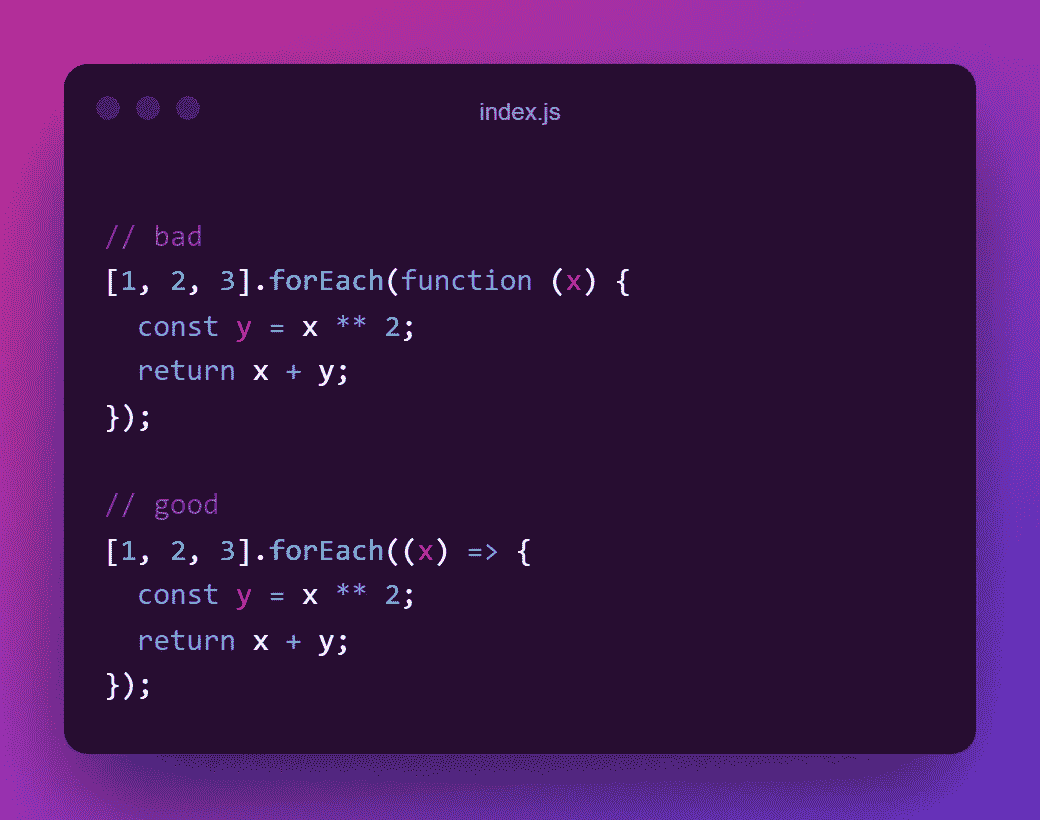 index.js
// bad
[1, 2, 3].forEach(function (x) {
  const y = x ** 2;
  return x + y;
});
// good
[1, 2, 3].forEach((x) => {
  const y = x ** 2;
  return x + y;
});